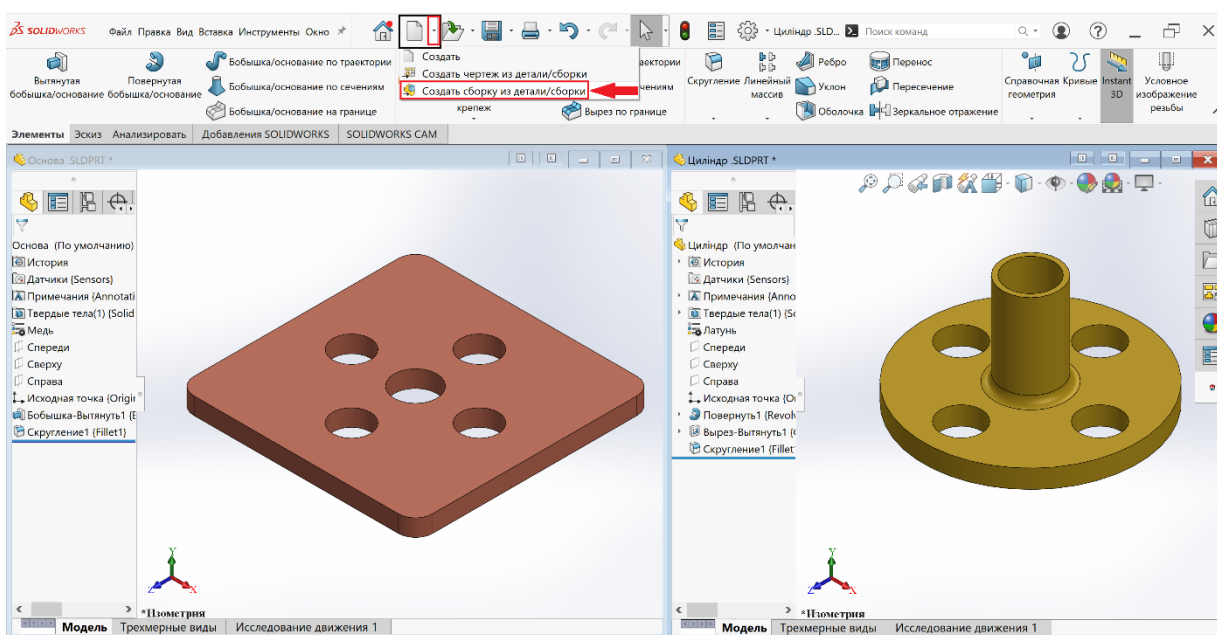 SOLIDWORKS Файл Правка Вид Вставка Инструменты Окно Циліндр .SLD... Поиск команд
Создать
Создать чертеж из детали/сборки
Создать сборку из детали/сборки
Вытянутая бобышка/основание
Повернутая бобышка/основание
Бобышка/основание по траектории
Бобышка/основание по сечениям
Бобышка/основание на границе
крепеж
Вырез по границе
Скругление
Линейный массив
Ребро
Уклон
Оболочка
Перенос
Пересечение
Зеркальное отражение
Справочная геометрия
Кривые
Instant 3D
Условное изображение резьбы
Элементы Эскиз Анализировать Добавления SOLIDWORKS SOLIDWORKS CAM
Основа .SLDPRT *
Основа (По умолчанию)
История
Датчики {Sensors}
Примечания {Annotati
Твердые тела(1) {Solid
Медь
Спереди
Сверху
Справа
Исходная точка {Origin
Бобышка-Вытянуть1 {E
Скругление1 {Fillet1}
Y
Z X
*Изометрия
Модель Трехмерные виды Исследование движения 1
Циліндр .SLDPRT *
Циліндр (По умолчан
История
Датчики {Sensors}
Примечания {Anno
Твердые тела(1) {So
Латунь
Спереди
Сверху
Справа
Исходная точка {Or
Повернуть1 {Revol
Вырез-Вытянуть1 {
Скругление1 {Fillet
Y
Z X
*Изометрия
Модель Трехмерные виды Исследование движения 1